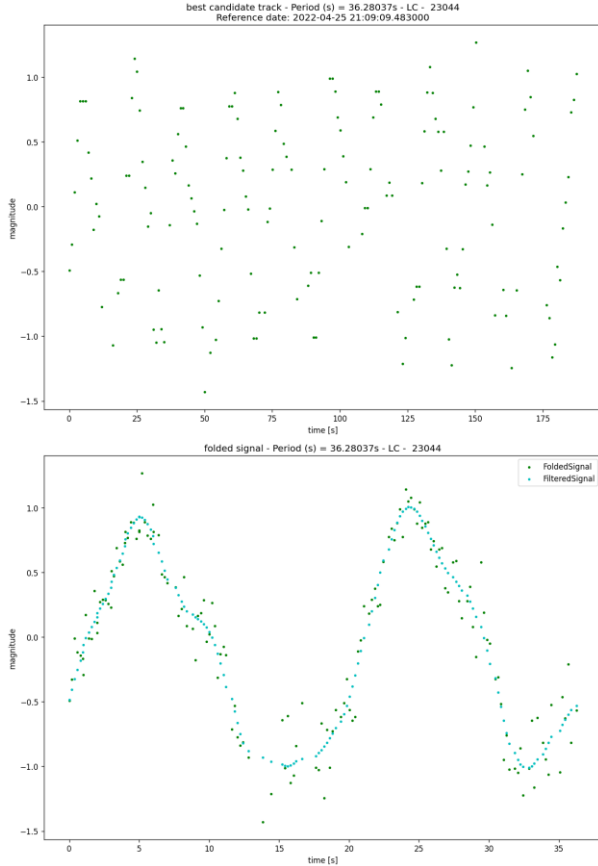 best candidate track - Period (s) = 36.28037s - LC - 23044
Reference date: 2022-04-25 21:09:09.483000
1.0
0.5
0.0
-0.5
-1.0
-1.5
magnitude
0 25 50 75 100 125 150 175
time [s]
folded signal - Period (s) = 36.28037s - LC - 23044
FoldedSignal
FilteredSignal
1.0
0.5
0.0
-0.5
-1.0
-1.5
magnitude
0 5 10 15 20 25 30 35
time [s]